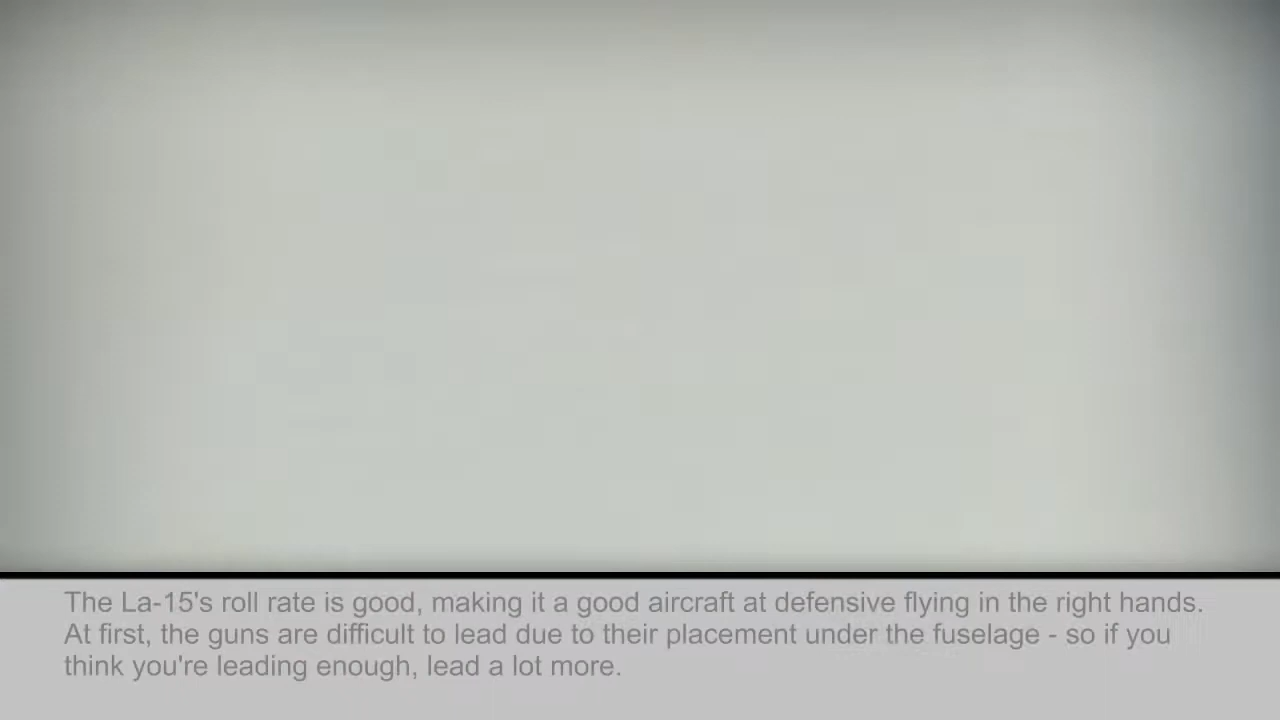 The La-15's roll rate is good, making it a good aircraft at defensive flying in the right hands.
At first, the guns are difficult to lead due to their placement under the fuselage - so if you
think you're leading enough, lead a lot more.